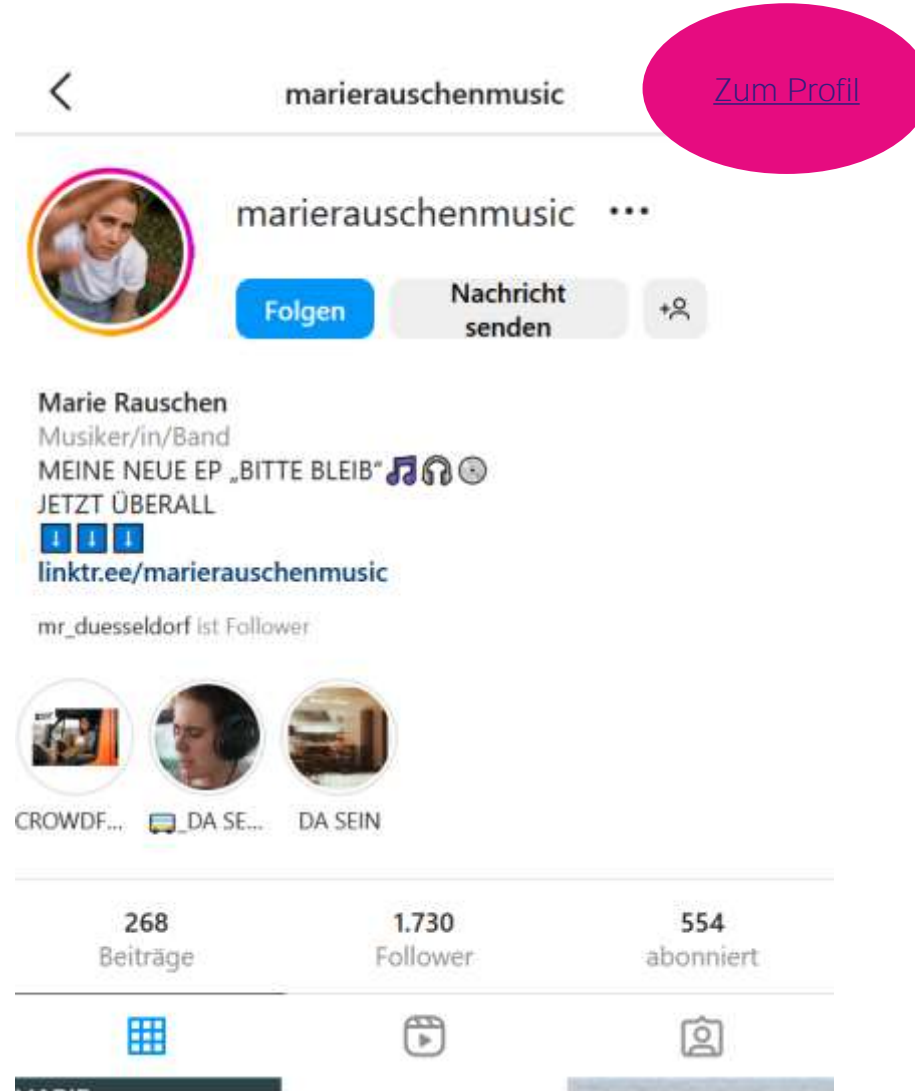 marierauschenmusic
Zum Profil
marierauschenmusic
Folgen
Nachricht
senden
Marie Rauschen
Musiker/in/Band
MEINE NEUE EP „BITTE BLEIB“
JETZT ÜBERALL
linktr.ee/marierauschenmusic
mr_duesseldorf ist Follower
CROWDF... _DA SE... DA SEIN
268 1.730 554
Beiträge Follower abonniert